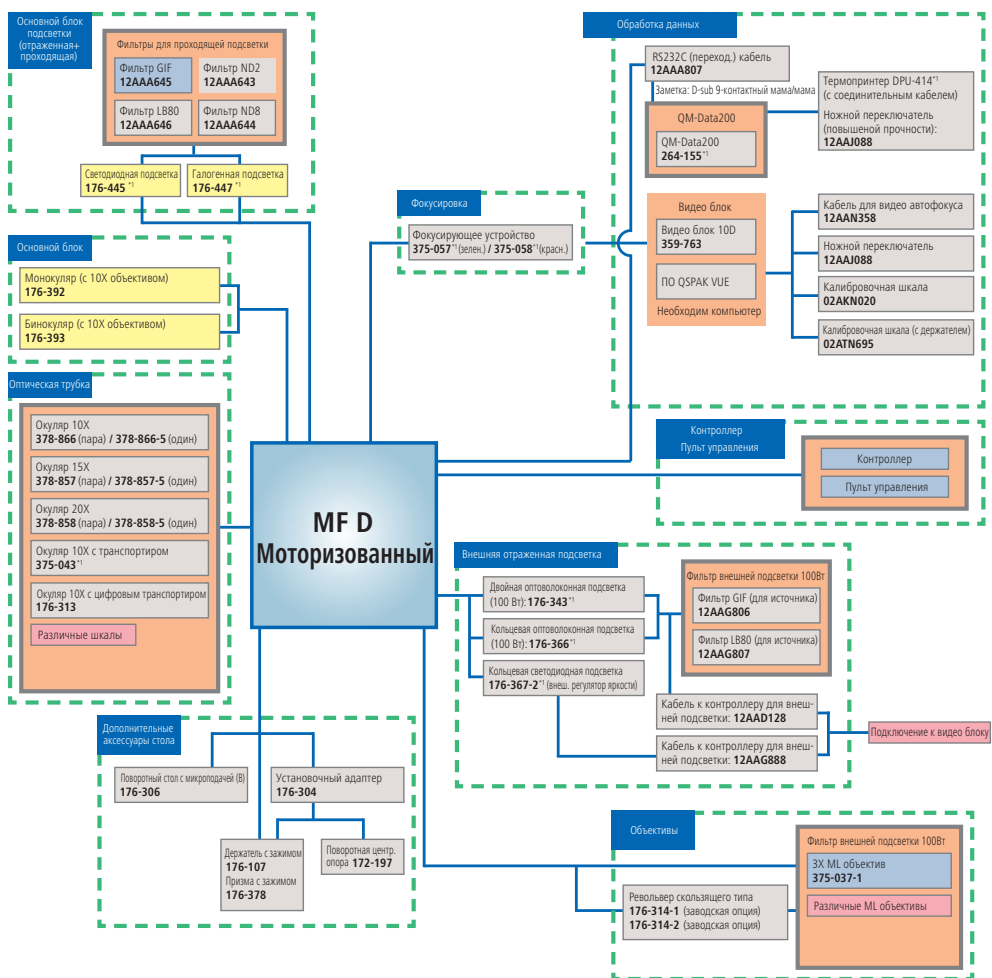 Основной блок
подсветки
(отраженная+
проходящая)
Фильтры для проходящей подсветки
Фильтр GIF
12AAA645
Фильтр ND2
12AAA643
Фильтр LB80
12AAA646
Фильтр ND8
12AAA644
Светодиодная подсветка
176-445 *1
Галогенная подсветка
176-447 *1
Основной блок
Монокуляр (с 10X объективом)
176-392
Бинокуляр (с 10X объективом)
176-393
Оптическая трубка
Окуляр 10X
378-866 (пара) / 378-866-5 (один)
Окуляр 15X
378-857 (пара) / 378-857-5 (один)
Окуляр 20X
378-858 (пара) / 378-858-5 (один)
Окуляр 10X с транспортиром
375-043*1
Окуляр 10X с цифровым транспортиром
176-313
Различные шкалы
Фокусировка
Фокусирующее устройство
375-057*1 (зелен.) / 375-058*1(красн.)
Обработка данных
RS232C (переход.) кабель
12AAA807
Заметка: D-sub 9-контактный мама/мама
QM-Data200
QM-Data200
264-155*1
Термопринтер DPU-414*1
(с соединительным кабелем)
Ножной переключатель
(повышеной прочности):
12AAJ088
Видео блок
Видео блок 10D
359-763
ПО QSPAK VUE
Необходим компьютер
Кабель для видео автофокуса
12AAN358
Ножной переключатель
12AAJ088
Калибровочная шкала
02AKN020
Калибровочная шкала (с держателем)
02ATN695
Контроллер
Пульт управления
Контроллер
Пульт управления
MF D
Моторизованный
Внешняя отраженная подсветка
Двойная оптоволоконная подсветка
(100 Вт): 176-343*1
Кольцевая оптоволоконная подсветка
(100 Вт): 176-366*1
Кольцевая светодиодная подсветка
176-367-2*1 (внеш. регулятор яркости)
Фильтр внешней подсветки 100Вт
Фильтр GIF (для источника)
12AAG806
Фильтр LB80 (для источника)
12AAG807
Кабель к контроллеру для внеш-
ней подсветки: 12AAD128
Кабель к контроллеру для внеш-
ней подсветки: 12AAG888
Подключение к видео блоку
Дополнительные
аксессуары стола
Поворотный стол с микроподачей (B)
176-306
Установочный адаптер
176-304
Держатель с зажимом
176-107
Призма с зажимом
176-378
Поворотная центр.
опора 172-197
Объективы
Фильтр внешней подсветки 100Вт
3X ML объектив
375-037-1
Различные ML объективы
Револьвер скользящего типа
176-314-1 (заводская опция)
176-314-2 (заводская опция)